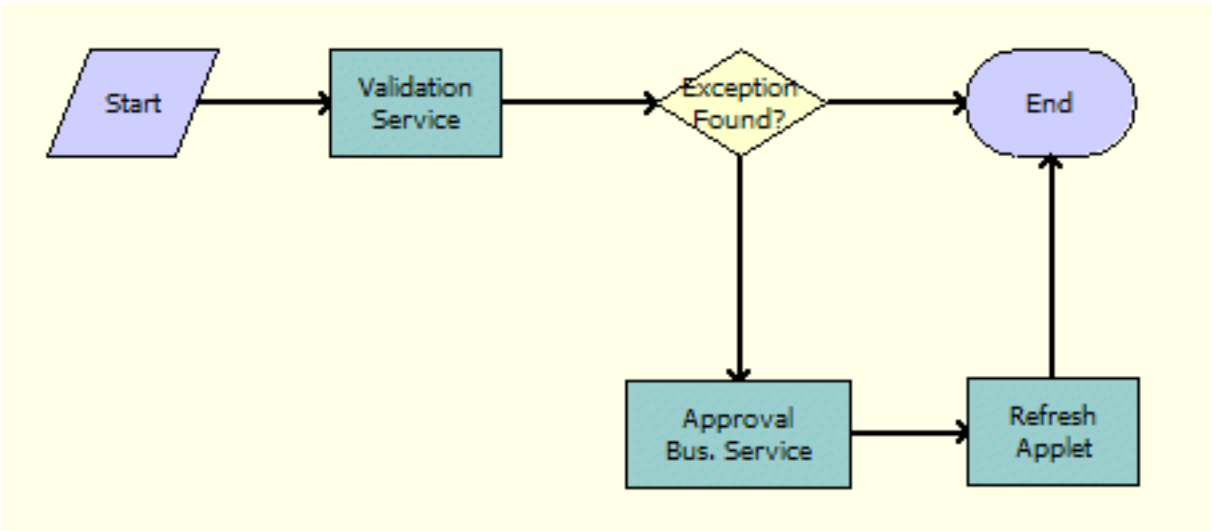 Start
Validation
Service
Exception
Found?
End
Approval
Bus. Service
Refresh
Applet